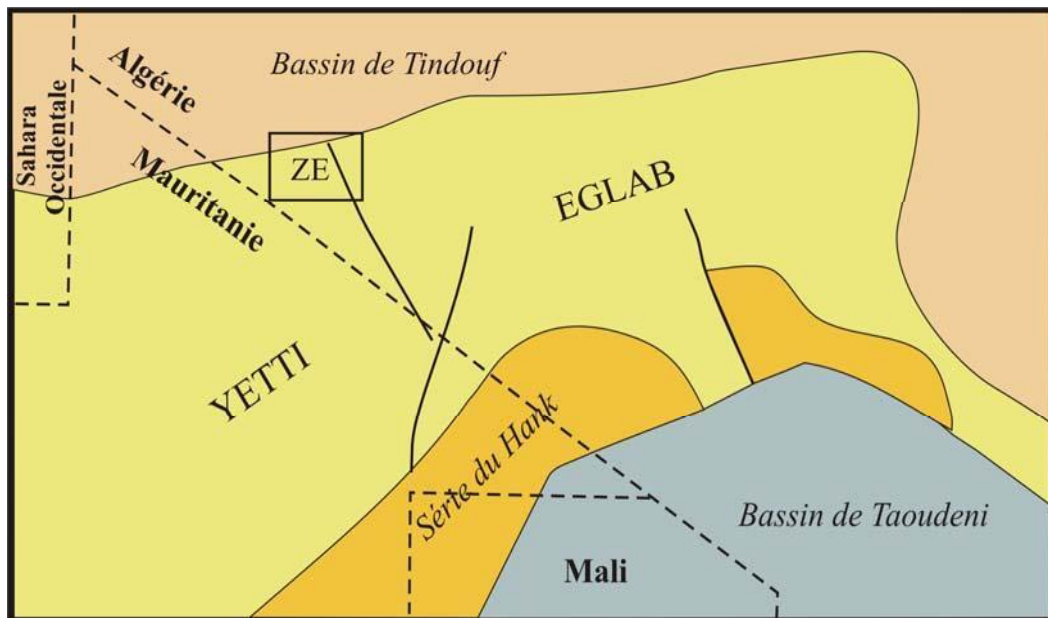 Algérie
Bassin de Tindouf
Sahara
Occidentale
Mauritanie
ZE
EGLAB
YETTI
Série du Hank
Bassin de Taoudeni
Mali